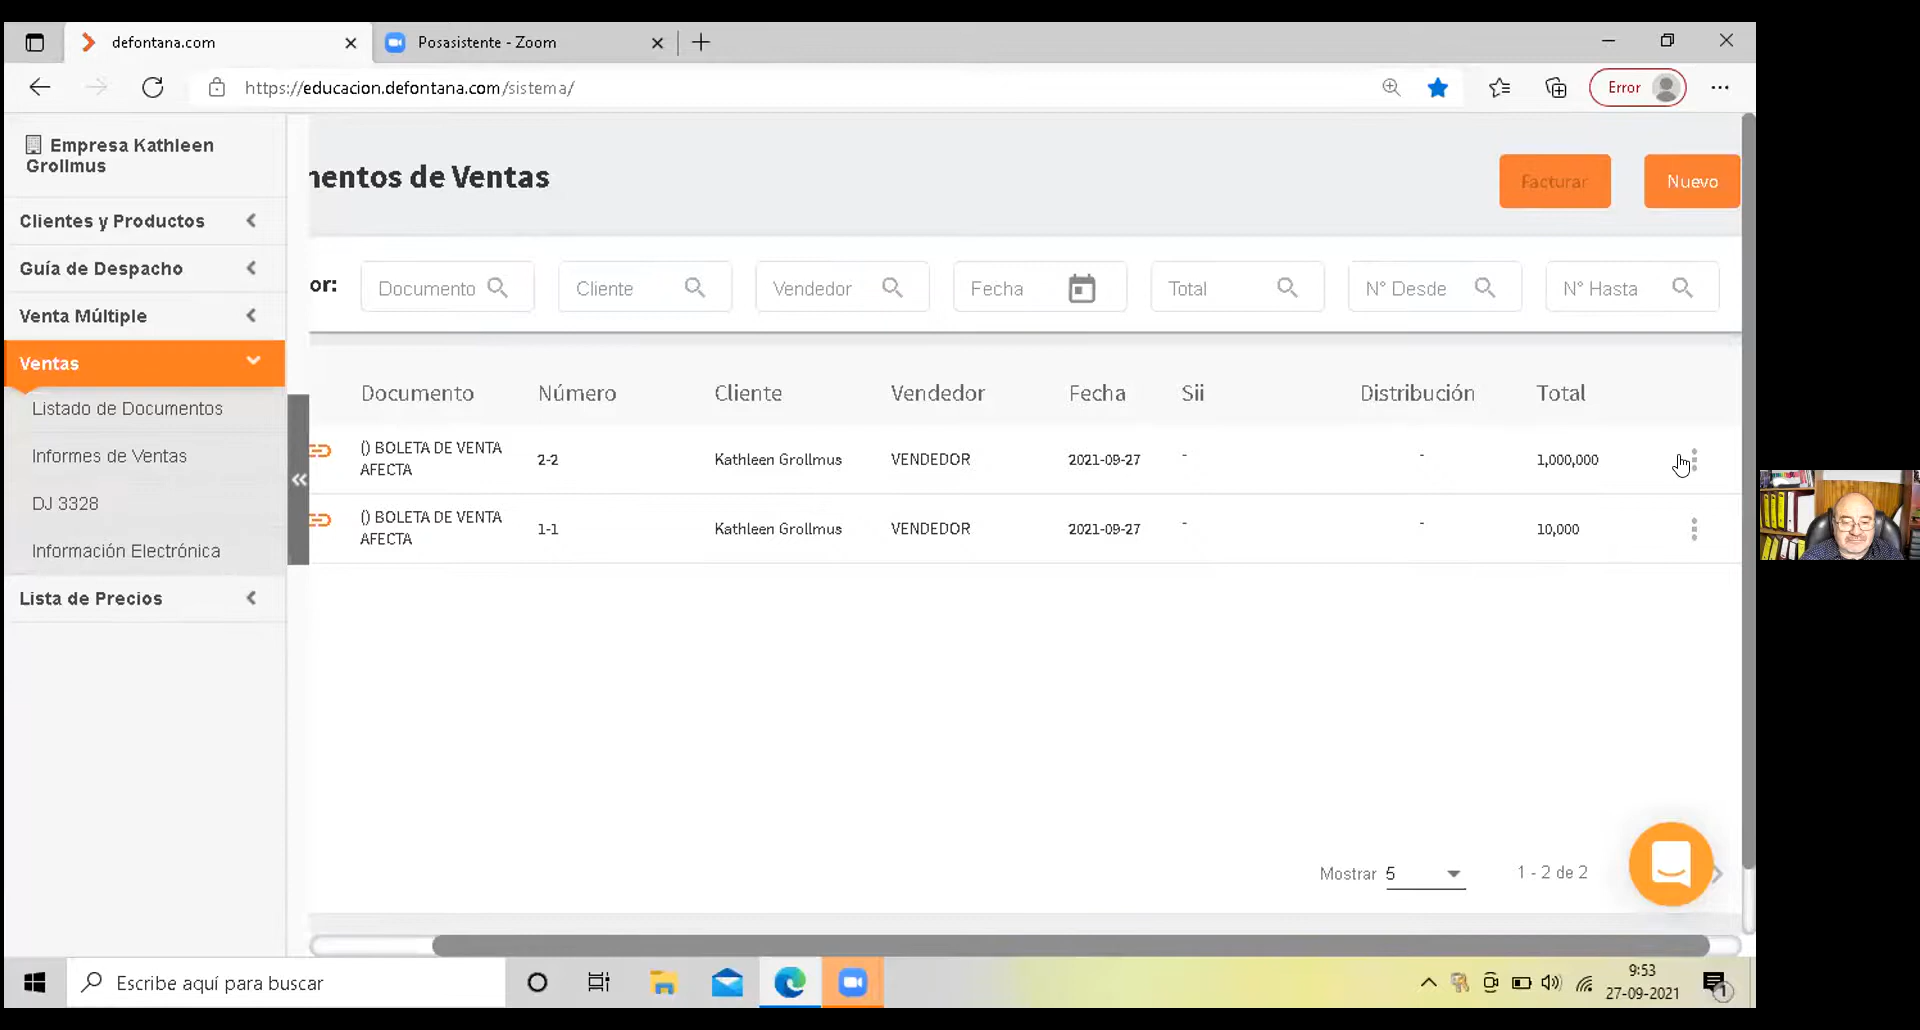 defontana.com
Posasistente - Zoom
https://educacion.defontana.com/sistema/
Error
Empresa Kathleen
Grollmus
Clientes y Productos
Guía de Despacho
Venta Múltiple
Ventas
Listado de Documentos
Informes de Ventas
DJ 3328
Información Electrónica
Lista de Precios
mentos de Ventas
Facturar
Nuevo
or:
Documento
Cliente
Vendedor
Fecha
Total
N° Desde
N° Hasta
Documento Número Cliente Vendedor Fecha Sii Distribución Total
() BOLETA DE VENTA
AFECTA
2-2 Kathleen Grollmus VENDEDOR 2021-09-27 - - 1,000,000
() BOLETA DE VENTA
AFECTA
1-1 Kathleen Grollmus VENDEDOR 2021-09-27 - - 10,000
Mostrar 5
1 - 2 de 2
Escribe aquí para buscar
9:53
27-09-2021
1